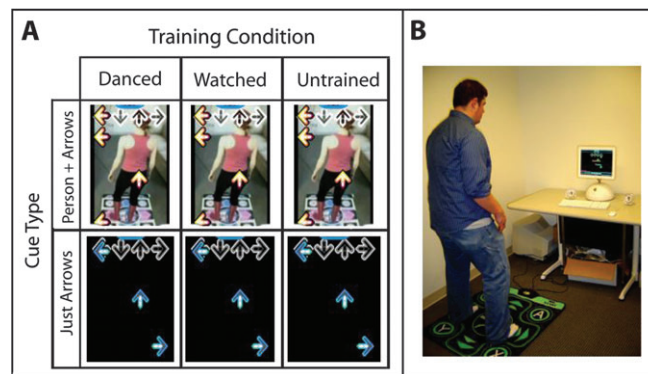 A
Training Condition
Danced
Watched
Untrained
Cue Type
Person + Arrows
Just Arrows
B